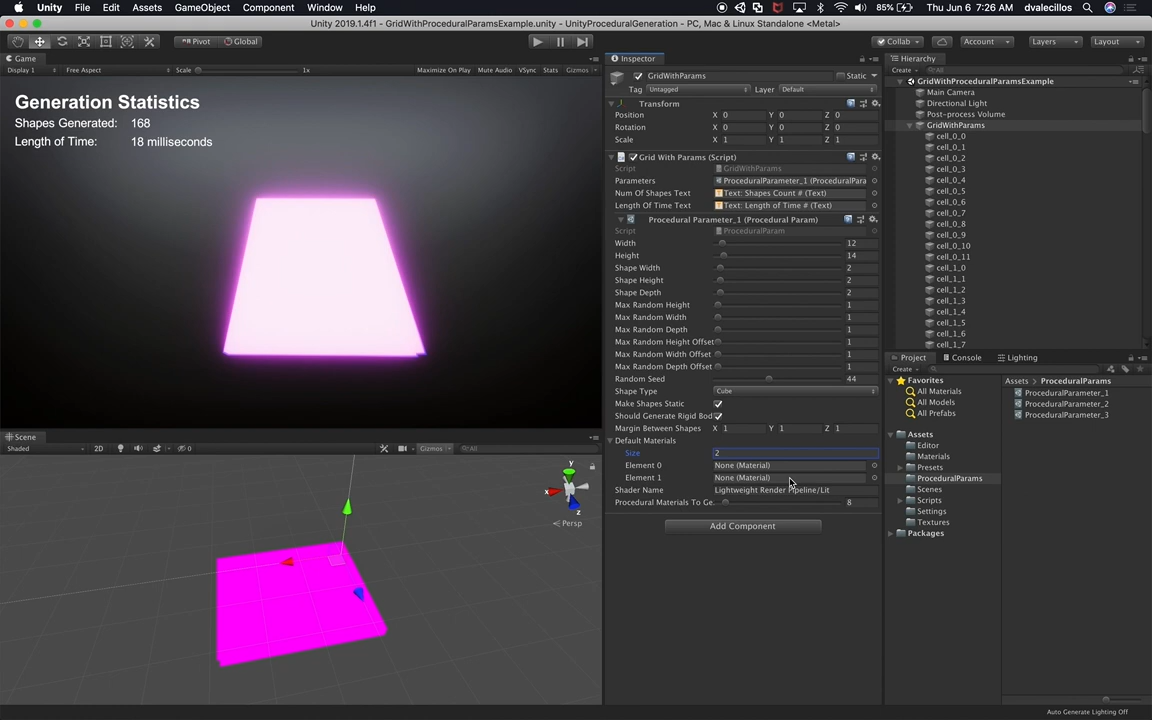 Unity File Edit Assets GameObject Component Window Help 85% Thu Jun 6 7:26 AM dvalecillos
Unity 2019.1.4f1 - GridWithProceduralParamsExample.unity - UnityProceduralGeneration - PC, Mac & Linux Standalone <Metal>
Pivot Global Collab Account Layers Layout
Game
Display 1 Free Aspect Scale 1x Maximize On Play Mute Audio VSync Stats Gizmos
Generation Statistics
Shapes Generated: 168
Length of Time: 18 milliseconds
Scene
Shaded 2D 0 Gizmos All
y
x
z
Persp
Inspector
GridWithParams Static
Tag Untagged Layer Default
Transform
Position X 0 Y 0 Z 0
Rotation X 0 Y 0 Z 0
Scale X 1 Y 1 Z 1
Grid With Params (Script)
Script GridWithParams
Parameters ProceduralParameter_1 (ProceduralPara
Num Of Shapes Text Text: Shapes Count # (Text)
Length Of Time Text Text: Length of Time # (Text)
Procedural Parameter_1 (Procedural Param)
Script ProceduralParam
Width 12
Height 14
Shape Width 2
Shape Height 2
Shape Depth 2
Max Random Height 1
Max Random Width 1
Max Random Depth 1
Max Random Height Offset 1
Max Random Width Offset 1
Max Random Depth Offset 1
Random Seed 44
Shape Type Cube
Make Shapes Static
Should Generate Rigid Bod
Margin Between Shapes X 1 Y 1 Z 1
Default Materials
Size 2
Element 0 None (Material)
Element 1 None (Material)
Shader Name Lightweight Render Pipeline/Lit
Procedural Materials To Ge. 8
Add Component
Hierarchy
Create All
GridWithProceduralParamsExample
Main Camera
Directional Light
Post-process Volume
GridWithParams
cell_0_0
cell_0_1
cell_0_2
cell_0_3
cell_0_4
cell_0_5
cell_0_6
cell_0_7
cell_0_8
cell_0_9
cell_0_10
cell_0_11
cell_1_0
cell_1_1
cell_1_2
cell_1_3
cell_1_4
cell_1_5
cell_1_6
cell_1_7
Project Console Lighting
Create
Favorites
All Materials
All Models
All Prefabs
Assets
Editor
Materials
Presets
ProceduralParams
Scenes
Scripts
Settings
Textures
Packages
Assets ProceduralParams
ProceduralParameter_1
ProceduralParameter_2
ProceduralParameter_3
Auto Generate Lighting Off